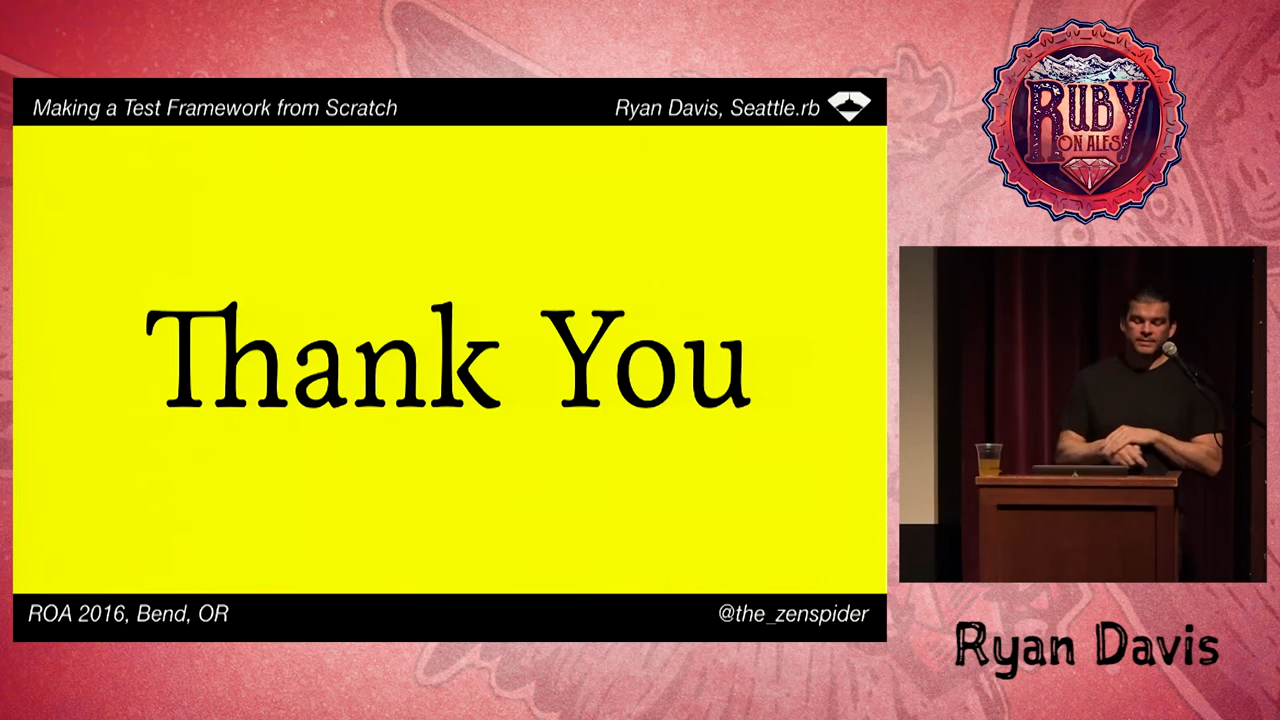 Making a Test Framework from Scratch
Ryan Davis, Seattle.rb
Thank You
ROA 2016, Bend, OR
@the_zenspider
RUBY
ON ALES
Ryan Davis